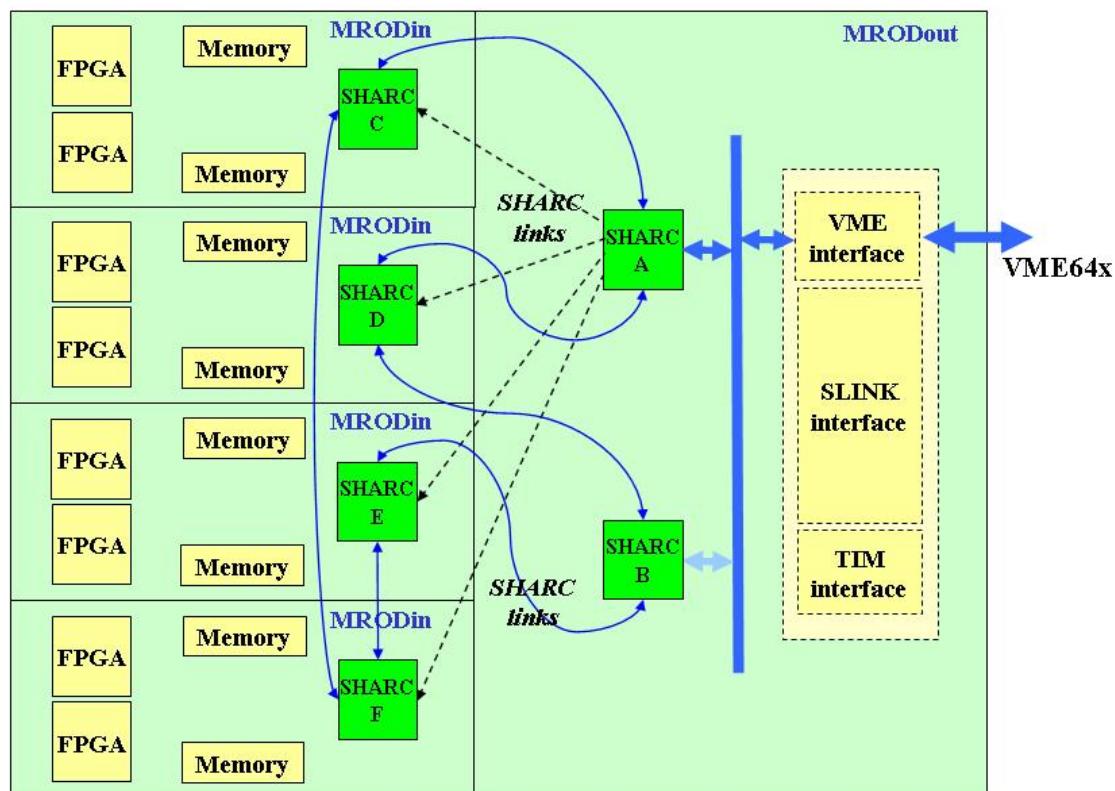 MRODin
MRODout
Memory
FPGA
SHARC
C
FPGA
Memory
MRODin
Memory
FPGA
SHARC
D
FPGA
Memory
SHARC
links
SHARC
A
VME
interface
VME64x
SLINK
interface
MRODin
Memory
FPGA
SHARC
E
FPGA
Memory
SHARC
B
TIM
interface
SHARC
links
MRODin
Memory
FPGA
SHARC
F
FPGA
Memory